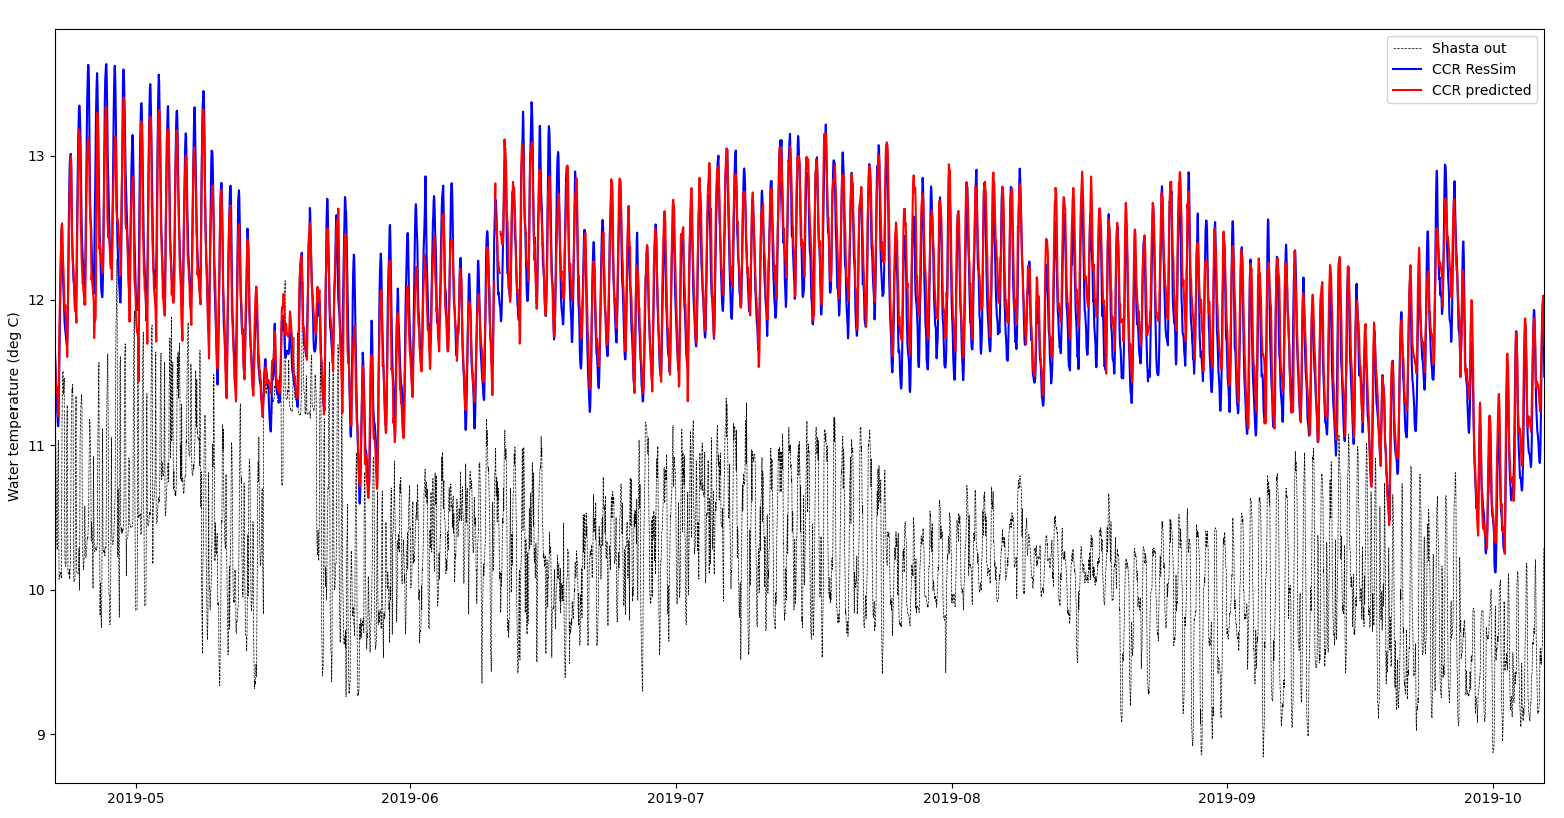 Shasta out
CCR ResSim
CCR predicted
Water temperature (deg C)
13
12
11
10
9
2019-05
2019-06
2019-07
2019-08
2019-09
2019-10